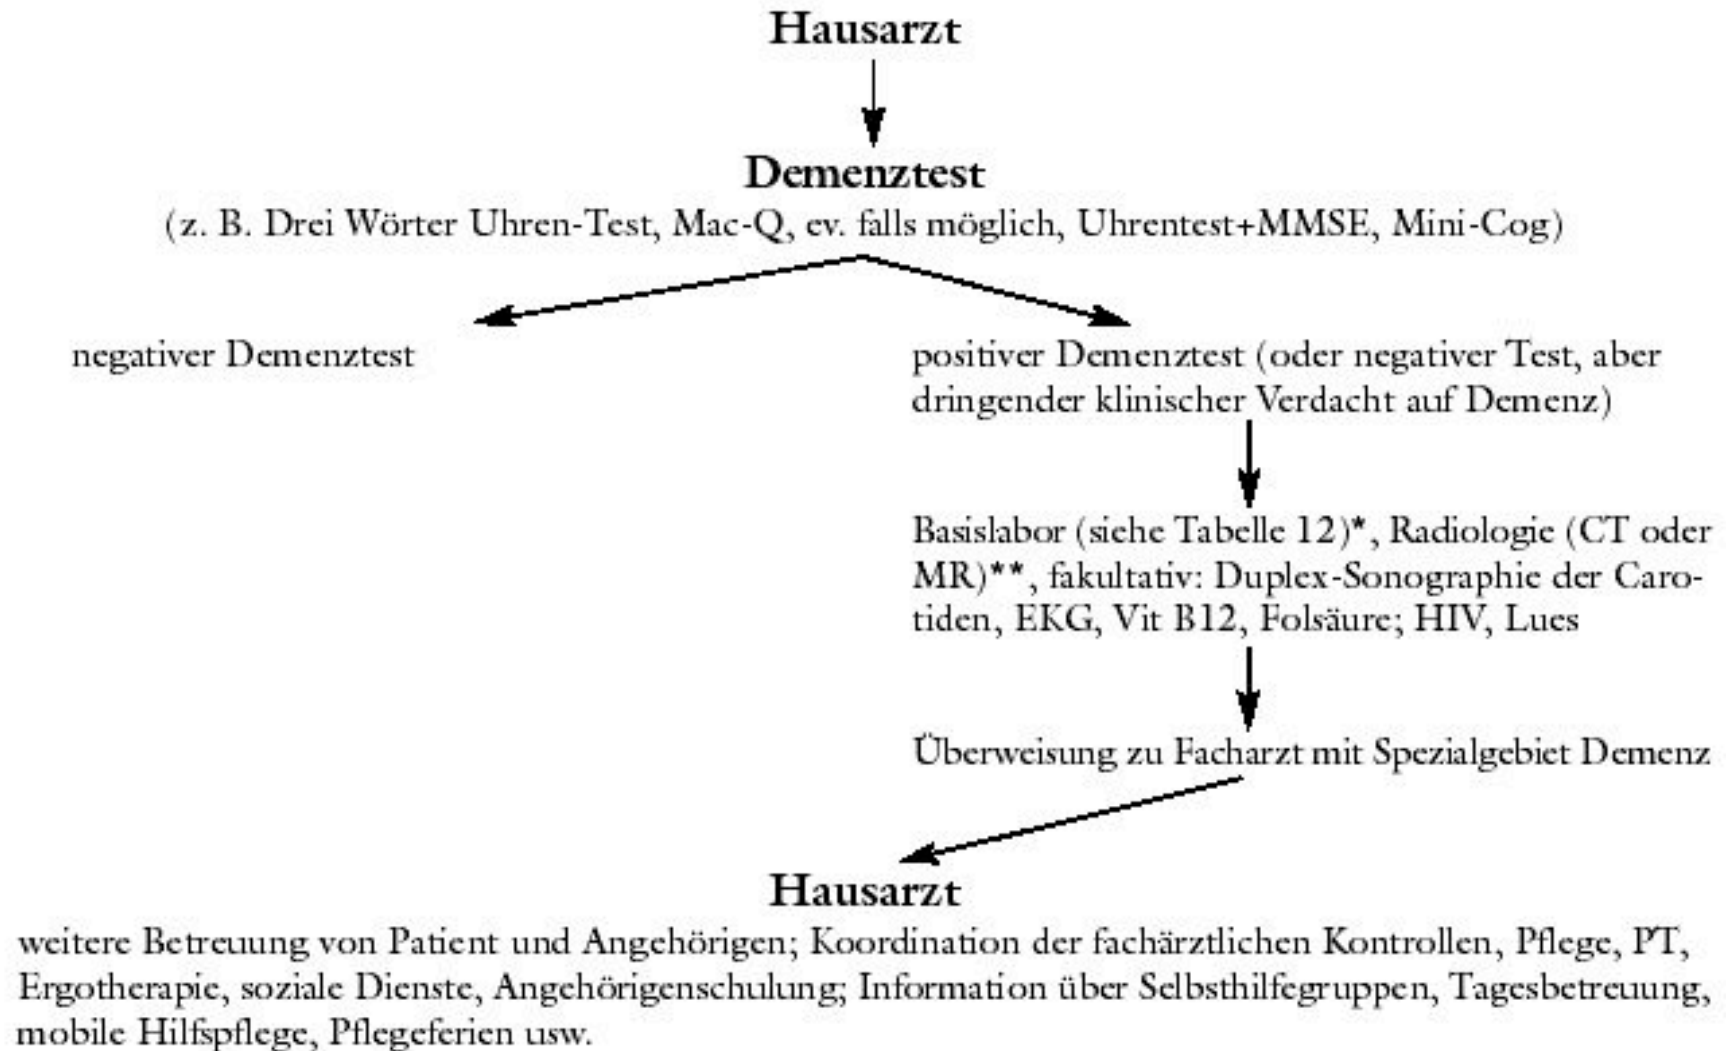 Hausarzt
Demenztest
(z. B. Drei Wörter Uhren-Test, Mac-Q, ev. falls möglich, Uhrentest+MMSE, Mini-Cog)
negativer Demenztest
positiver Demenztest (oder negativer Test, aber
dringender klinischer Verdacht auf Demenz)
Basislabor (siehe Tabelle 12)*, Radiologie (CT oder
MR)**, fakultativ: Duplex-Sonographie der Caro-
tiden, EKG, Vit B12, Folsäure; HIV, Lues
Überweisung zu Facharzt mit Spezialgebiet Demenz
Hausarzt
weitere Betreuung von Patient und Angehörigen; Koordination der fachärztlichen Kontrollen, Pflege, PT,
Ergotherapie, soziale Dienste, Angehörigenschulung; Information über Selbsthilfegruppen, Tagesbetreuung,
mobile Hilfspflege, Pflegeferien usw.